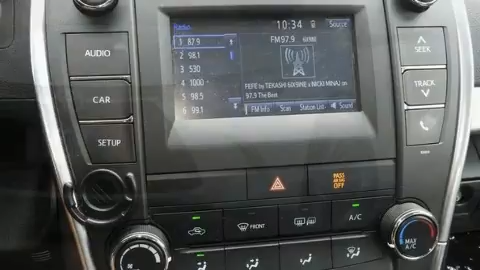 Radio
10:34
Source
1 87.9
2 98.1
3 530
4 1000
5 98.5
6 99.1
FM 97.9
FEFE by TEKASHI 6IX9INE x NICKI MINAJ on
97.9 The Beat
FM Info
Scan
Station List
Sound
AUDIO
CAR
SETUP
SEEK
TRACK
PASS
AIR BAG
OFF
FRONT
A/C
MAX
A/C